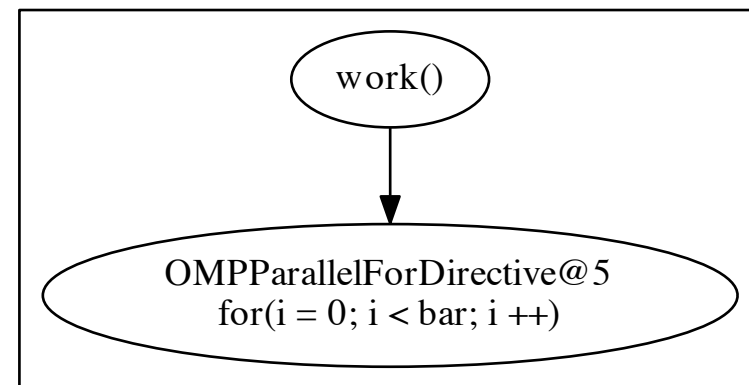 work()
OMPParallelForDirective@5
for(i = 0; i < bar; i ++)